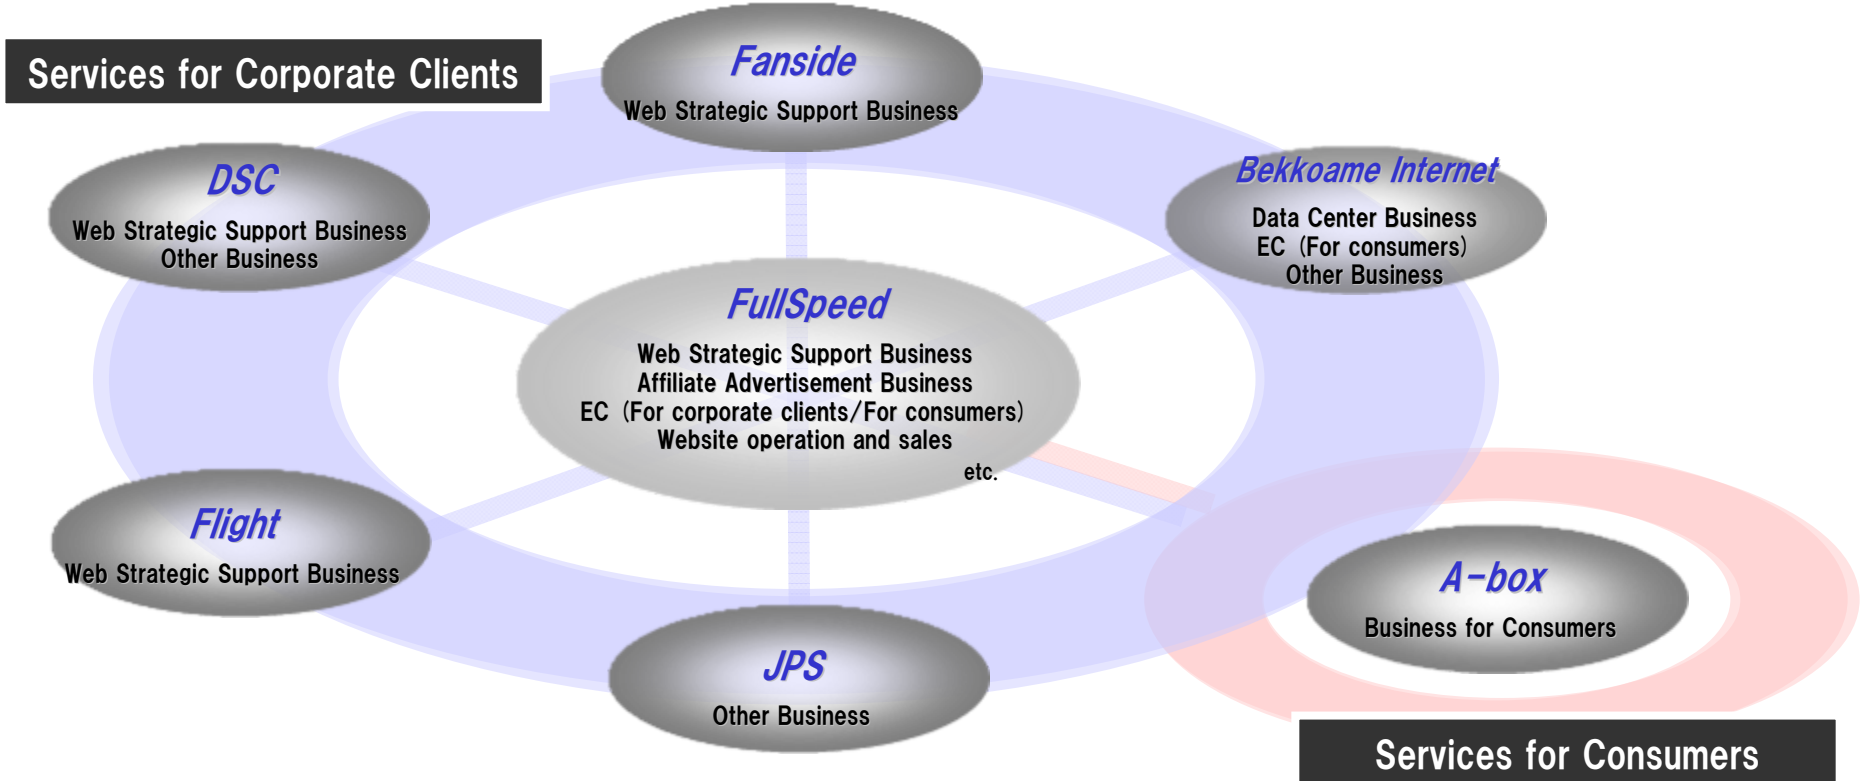 Services for Corporate Clients
Fanside
Web Strategic Support Business
DSC
Web Strategic Support Business
Other Business
Bekkoame Internet
Data Center Business
EC (For consumers)
Other Business
FullSpeed
Web Strategic Support Business
Affiliate Advertisement Business
EC (For corporate clients/For consumers)
Website operation and sales
etc.
Flight
Web Strategic Support Business
A-box
Business for Consumers
JPS
Other Business
Services for Consumers